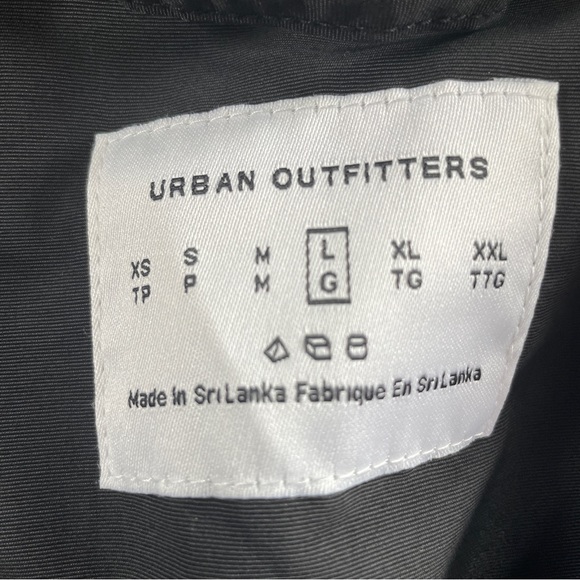 URBAN OUTFITTERS
XS S M L XL XXL
TP P M G TG TTG
Made in Sri Lanka Fabrique En Sri Lanka